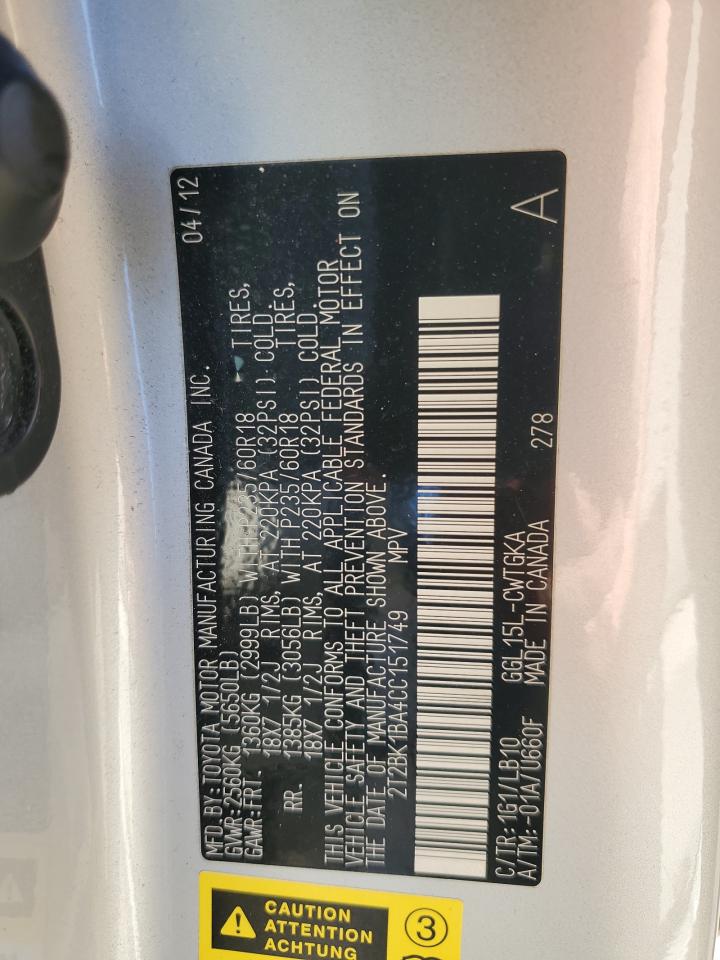 MFD.BY:TOYOTA MOTOR MANUFACTURING CANADA INC. 04/12
GVWR:2560KG (5650LB)
GAWR:FRT. 1360KG (2999LB) WITH P235/60R18 TIRES,
18X7 1/2J RIMS, AT 220KPA (32PSI) COLD.
RR. 1385KG (3056LB) WITH P235/60R18 TIRES,
18X7 1/2J RIMS, AT 220KPA (32PSI) COLD.
THIS VEHICLE CONFORMS TO ALL APPLICABLE FEDERAL MOTOR
VEHICLE SAFETY AND THEFT PREVENTION STANDARDS IN EFFECT ON
THE DATE OF MANUFACTURE SHOWN ABOVE.
2T2BK1BA4CC151749 MPV
C/TR:1G1/LB10 GGL15L-CWTGKA 278 A
A/TM:-01A/U660F MADE IN CANADA
CAUTION
ATTENTION
ACHTUNG
3